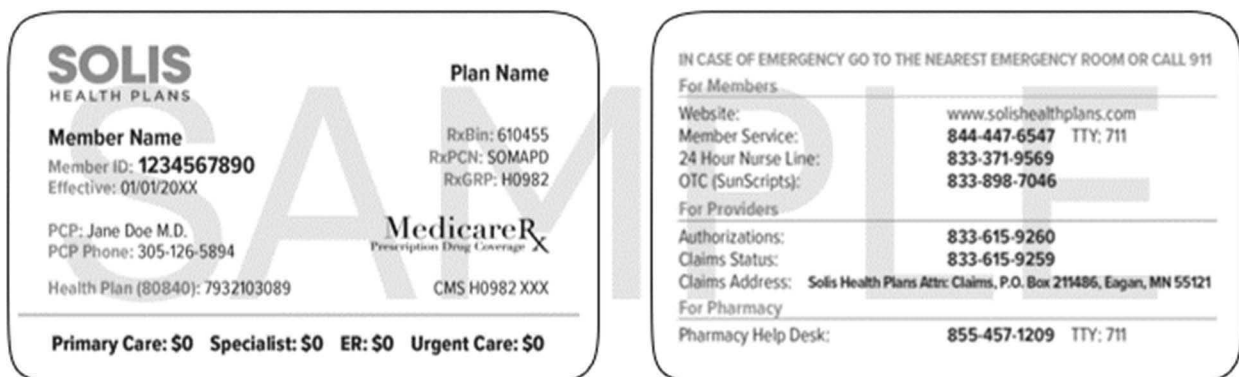 SOLIS
HEALTH PLANS
Plan Name
Member Name
Member ID: 1234567890
Effective: 01/01/20XX
RxBin: 610455
RxPCN: SOMAPD
RxGRP: H0982
PCP: Jane Doe M.D.
PCP Phone: 305-126-5894
MedicareRx
Prescription Drug Coverage
Health Plan (80840): 7932103089
CMS H0982 XXX
Primary Care: $0 Specialist: $0 ER: $0 Urgent Care: $0
IN CASE OF EMERGENCY GO TO THE NEAREST EMERGENCY ROOM OR CALL 911
For Members
Website: www.solishealthplans.com
Member Service: 844-447-6547 TTY: 711
24 Hour Nurse Line: 833-371-9569
OTC (SunScripts): 833-898-7046
For Providers
Authorizations: 833-615-9260
Claims Status: 833-615-9259
Claims Address: Solis Health Plans Attn: Claims, P.O. Box 211486, Eagan, MN 55121
For Pharmacy
Pharmacy Help Desk: 855-457-1209 TTY: 711
SAMPLE